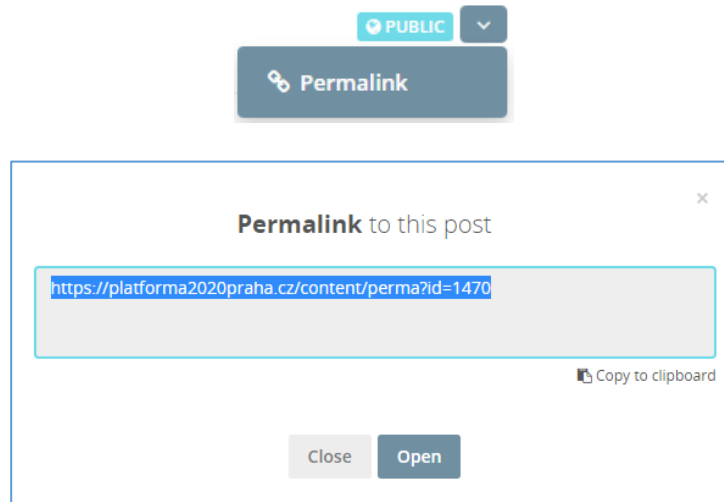 PUBLIC
Permalink
×
Permalink to this post
https://platforma2020praha.cz/content/perma?id=1470
Copy to clipboard
Close Open